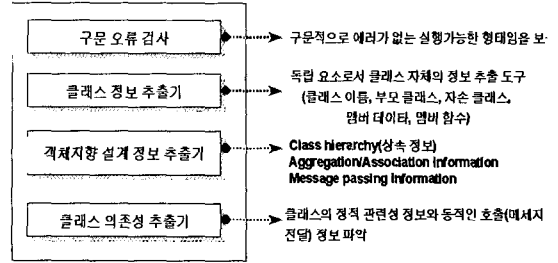 구문 오류 검사
구문적으로 에러가 없는 실행가능한 형태임을 보
클래스 정보 추출기
독립 요소로서 클래스 자체의 정보 추출 도구
(클래스 이름, 부모 클래스, 자손 클래스,
멤버 데이타, 멤버 함수)
객체지향 설계 정보 추출기
Class hierarchy(상속 정보)
Aggregation/Association Information
Message passing Information
클래스 의존성 추출기
클래스의 정적 관련성 정보와 동적인 호출(메세지
전달) 정보 파악